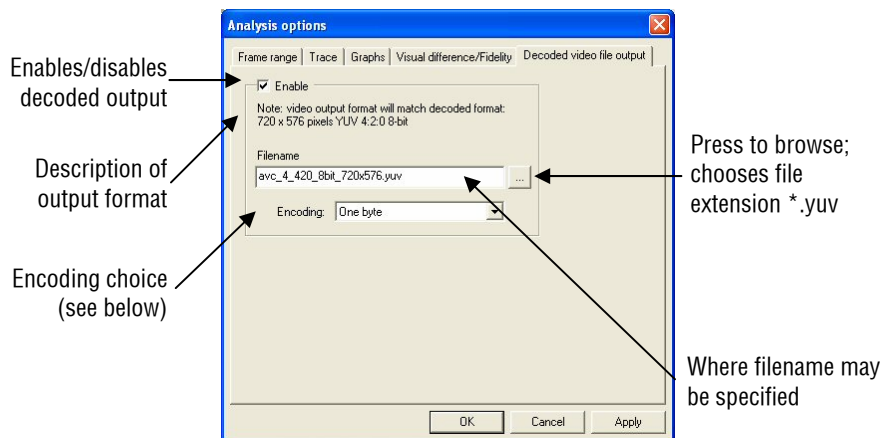 Analysis options
Frame range
Trace
Graphs
Visual difference/Fidelity
Decoded video file output
Enables/disables
decoded output
Enable
Note: video output format will match decoded format:
720 x 576 pixels YUV 4:2:0 8-bit
Description of
output format
Filename
avc_4_420_8bit_720x576.yuv
...
Press to browse;
chooses file
extension *.yuv
Encoding:
One byte
Encoding choice
(see below)
Where filename may
be specified
OK
Cancel
Apply